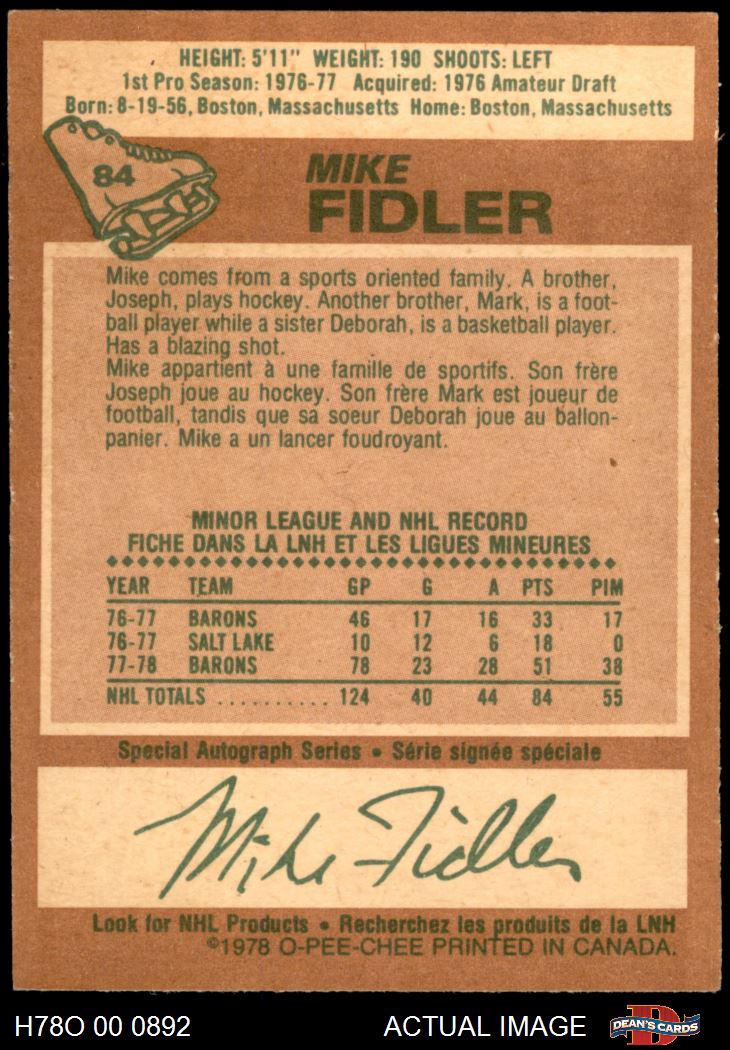 HEIGHT: 5'11" WEIGHT: 190 SHOOTS: LEFT
1st Pro Season: 1976-77 Acquired: 1976 Amateur Draft
Born: 8-19-56, Boston, Massachusetts Home: Boston, Massachusetts
84
MIKE
FIDLER
Mike comes from a sports oriented family. A brother,
Joseph, plays hockey. Another brother, Mark, is a foot-
ball player while a sister Deborah, is a basketball player.
Has a blazing shot.
Mike appartient à une famille de sportifs. Son frère
Joseph joue au hockey. Son frère Mark est joueur de
football, tandis que sa soeur Deborah joue au ballon-
panier. Mike a un lancer foudroyant.
MINOR LEAGUE AND NHL RECORD
FICHE DANS LA LNH ET LES LIGUES MINEURES
YEAR TEAM GP G A PTS PIM
76-77 BARONS 46 17 16 33 17
76-77 SALT LAKE 10 12 6 18 0
77-78 BARONS 78 23 28 51 38
NHL TOTALS .......... 124 40 44 84 55
Special Autograph Series • Série signée spéciale
Mike Fidler
Look for NHL Products • Recherchez les produits de la LNH
©1978 O-PEE-CHEE PRINTED IN CANADA.
H78O 00 0892 ACTUAL IMAGE DEAN'S CARDS